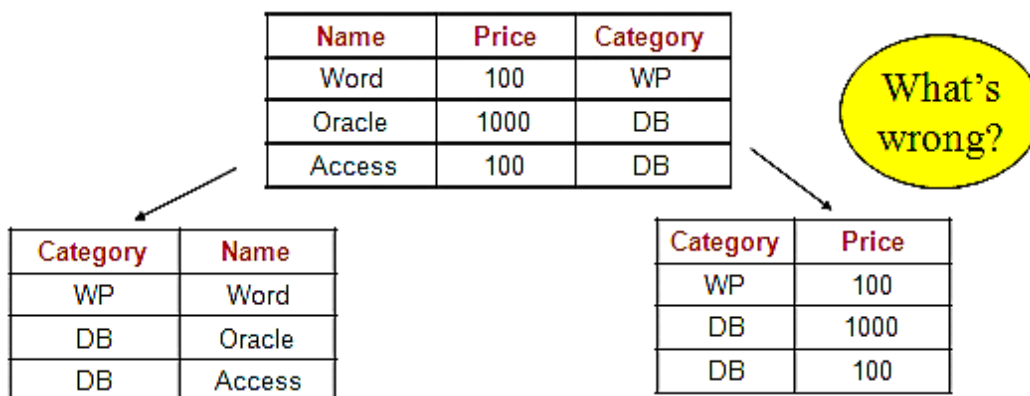 Name Price Category
Word 100 WP
Oracle 1000 DB
Access 100 DB
What's
wrong?
Category Name
WP Word
DB Oracle
DB Access
Category Price
WP 100
DB 1000
DB 100